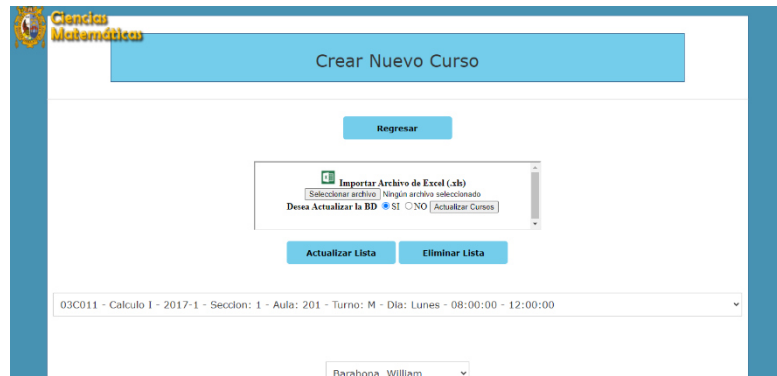 Ciencias
Matemáticas
Crear Nuevo Curso
Regresar
Importar Archivo de Excel (.xls)
Seleccionar archivo Ningún archivo seleccionado
Desea Actualizar la BD SI NO Actualizar Cursos
Actualizar Lista Eliminar Lista
03C011 - Calculo I - 2017-1 - Seccion: 1 - Aula: 201 - Turno: M - Dia: Lunes - 08:00:00 - 12:00:00
Barahona, William